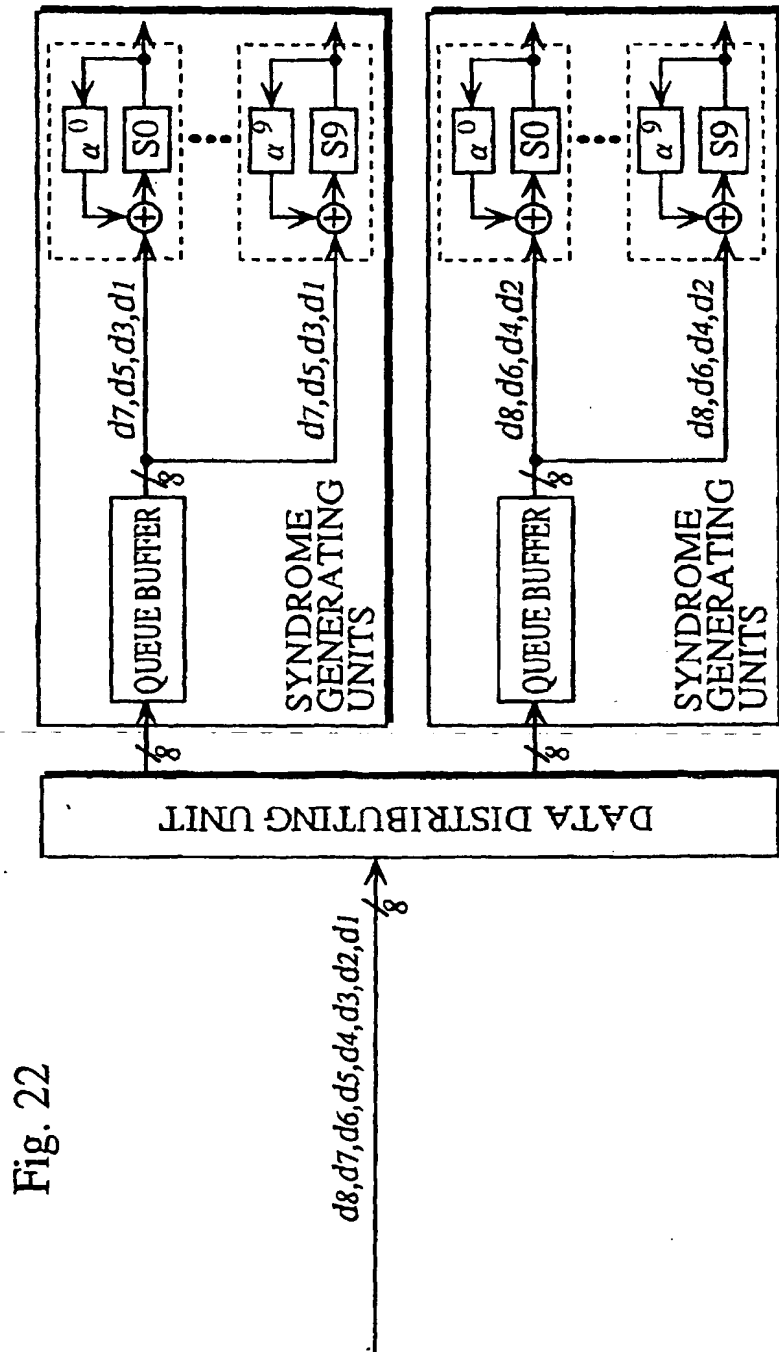 Fig. 22
d8,d7,d6,d5,d4,d3,d2,d1
8
DATA DISTRIBUTING UNIT
8
QUEUE BUFFER
8
SYNDROME
GENERATING
UNITS
d7,d5,d3,d1
d7,d5,d3,d1
α0
S0
+
α9
S9
+
8
QUEUE BUFFER
8
SYNDROME
GENERATING
UNITS
d8,d6,d4,d2
d8,d6,d4,d2
α0
S0
+
α9
S9
+